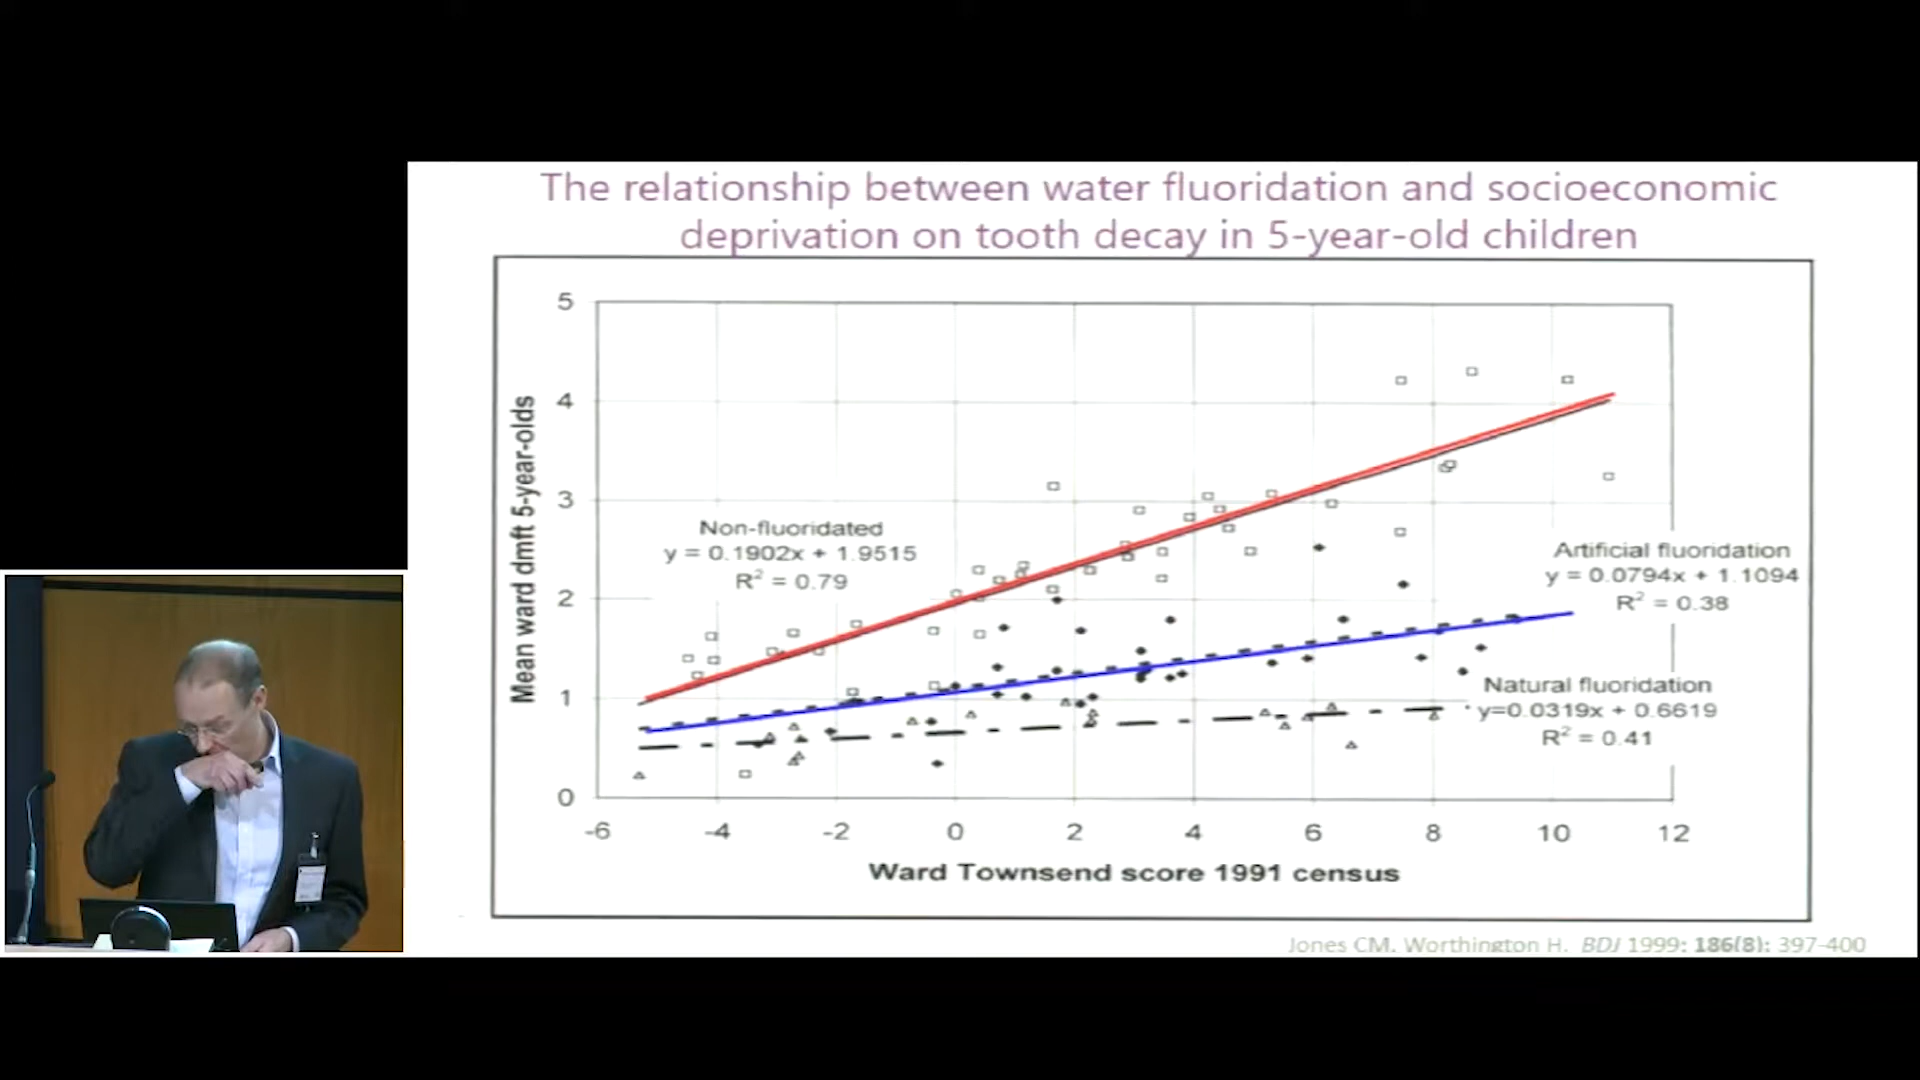 The relationship between water fluoridation and socioeconomic
deprivation on tooth decay in 5-year-old children
Mean ward dmft 5-year-olds
5
4
3
2
1
0
Non-fluoridated
y = 0.1902x + 1.9515
R² = 0.79
Artificial fluoridation
y = 0.0794x + 1.1094
R² = 0.38
Natural fluoridation
y=0.0319x + 0.6619
R² = 0.41
-6 -4 -2 0 2 4 6 8 10 12
Ward Townsend score 1991 census
Jones CM, Worthington H. BDJ 1999: 186(8): 397-400